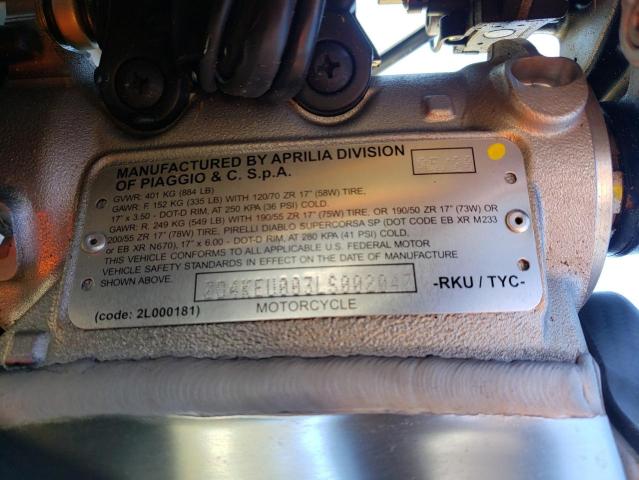 MANUFACTURED BY APRILIA DIVISION
OF PIAGGIO & C. S.p.A.
GVWR: 401 KG (884 LB)
GAWR: F. 152 KG (335 LB) WITH 120/70 ZR 17" (58W) TIRE,
17" x 3.50 - DOT-D RIM, AT 250 KPA (36 PSI) COLD.
GAWR: R. 249 KG (549 LB) WITH 190/55 ZR 17" (75W) TIRE, OR 190/50 ZR 17" (73W) OR
200/55 ZR 17" (78W) TIRE, PIRELLI DIABLO SUPERCORSA SP (DOT CODE EB XR M233
or EB XR N670), 17" x 6.00 - DOT-D RIM, AT 280 KPA (41 PSI) COLD.
THIS VEHICLE CONFORMS TO ALL APPLICABLE U.S. FEDERAL MOTOR
VEHICLE SAFETY STANDARDS IN EFFECT ON THE DATE OF MANUFACTURE
SHOWN ABOVE.
-RKU / TYC-
(code: 2L000181)
MOTORCYCLE